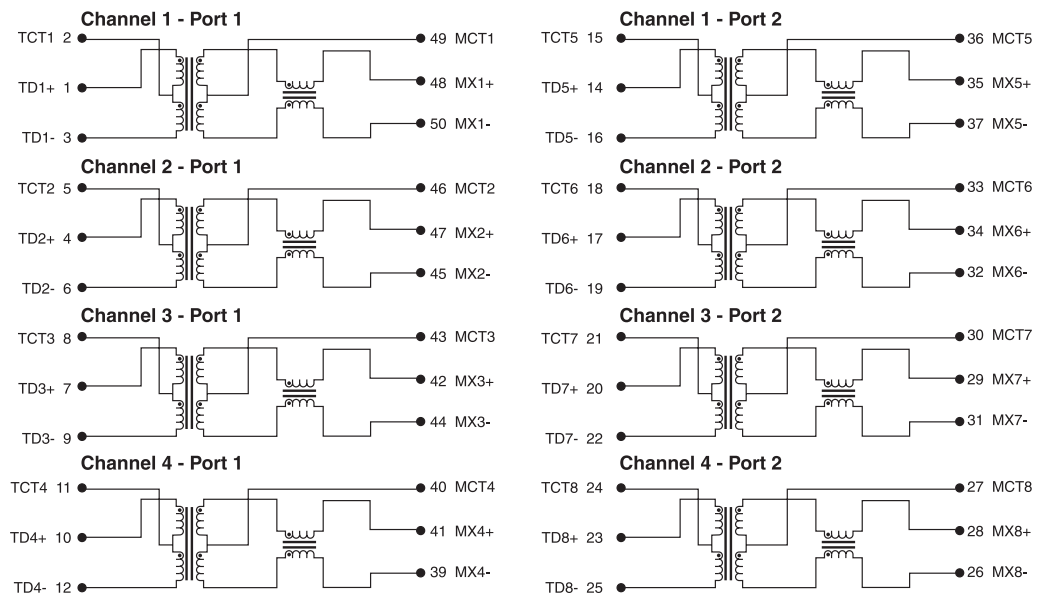 Channel 1 - Port 1
TCT1 2
49 MCT1
TD1+ 1
48 MX1+
50 MX1-
TD1- 3
Channel 2 - Port 1
TCT2 5
46 MCT2
TD2+ 4
47 MX2+
45 MX2-
TD2- 6
Channel 3 - Port 1
TCT3 8
43 MCT3
TD3+ 7
42 MX3+
44 MX3-
TD3- 9
Channel 4 - Port 1
TCT4 11
40 MCT4
TD4+ 10
41 MX4+
39 MX4-
TD4- 12
Channel 1 - Port 2
TCT5 15
36 MCT5
TD5+ 14
35 MX5+
37 MX5-
TD5- 16
Channel 2 - Port 2
TCT6 18
33 MCT6
TD6+ 17
34 MX6+
32 MX6-
TD6- 19
Channel 3 - Port 2
TCT7 21
30 MCT7
TD7+ 20
29 MX7+
31 MX7-
TD7- 22
Channel 4 - Port 2
TCT8 24
27 MCT8
TD8+ 23
28 MX8+
26 MX8-
TD8- 25